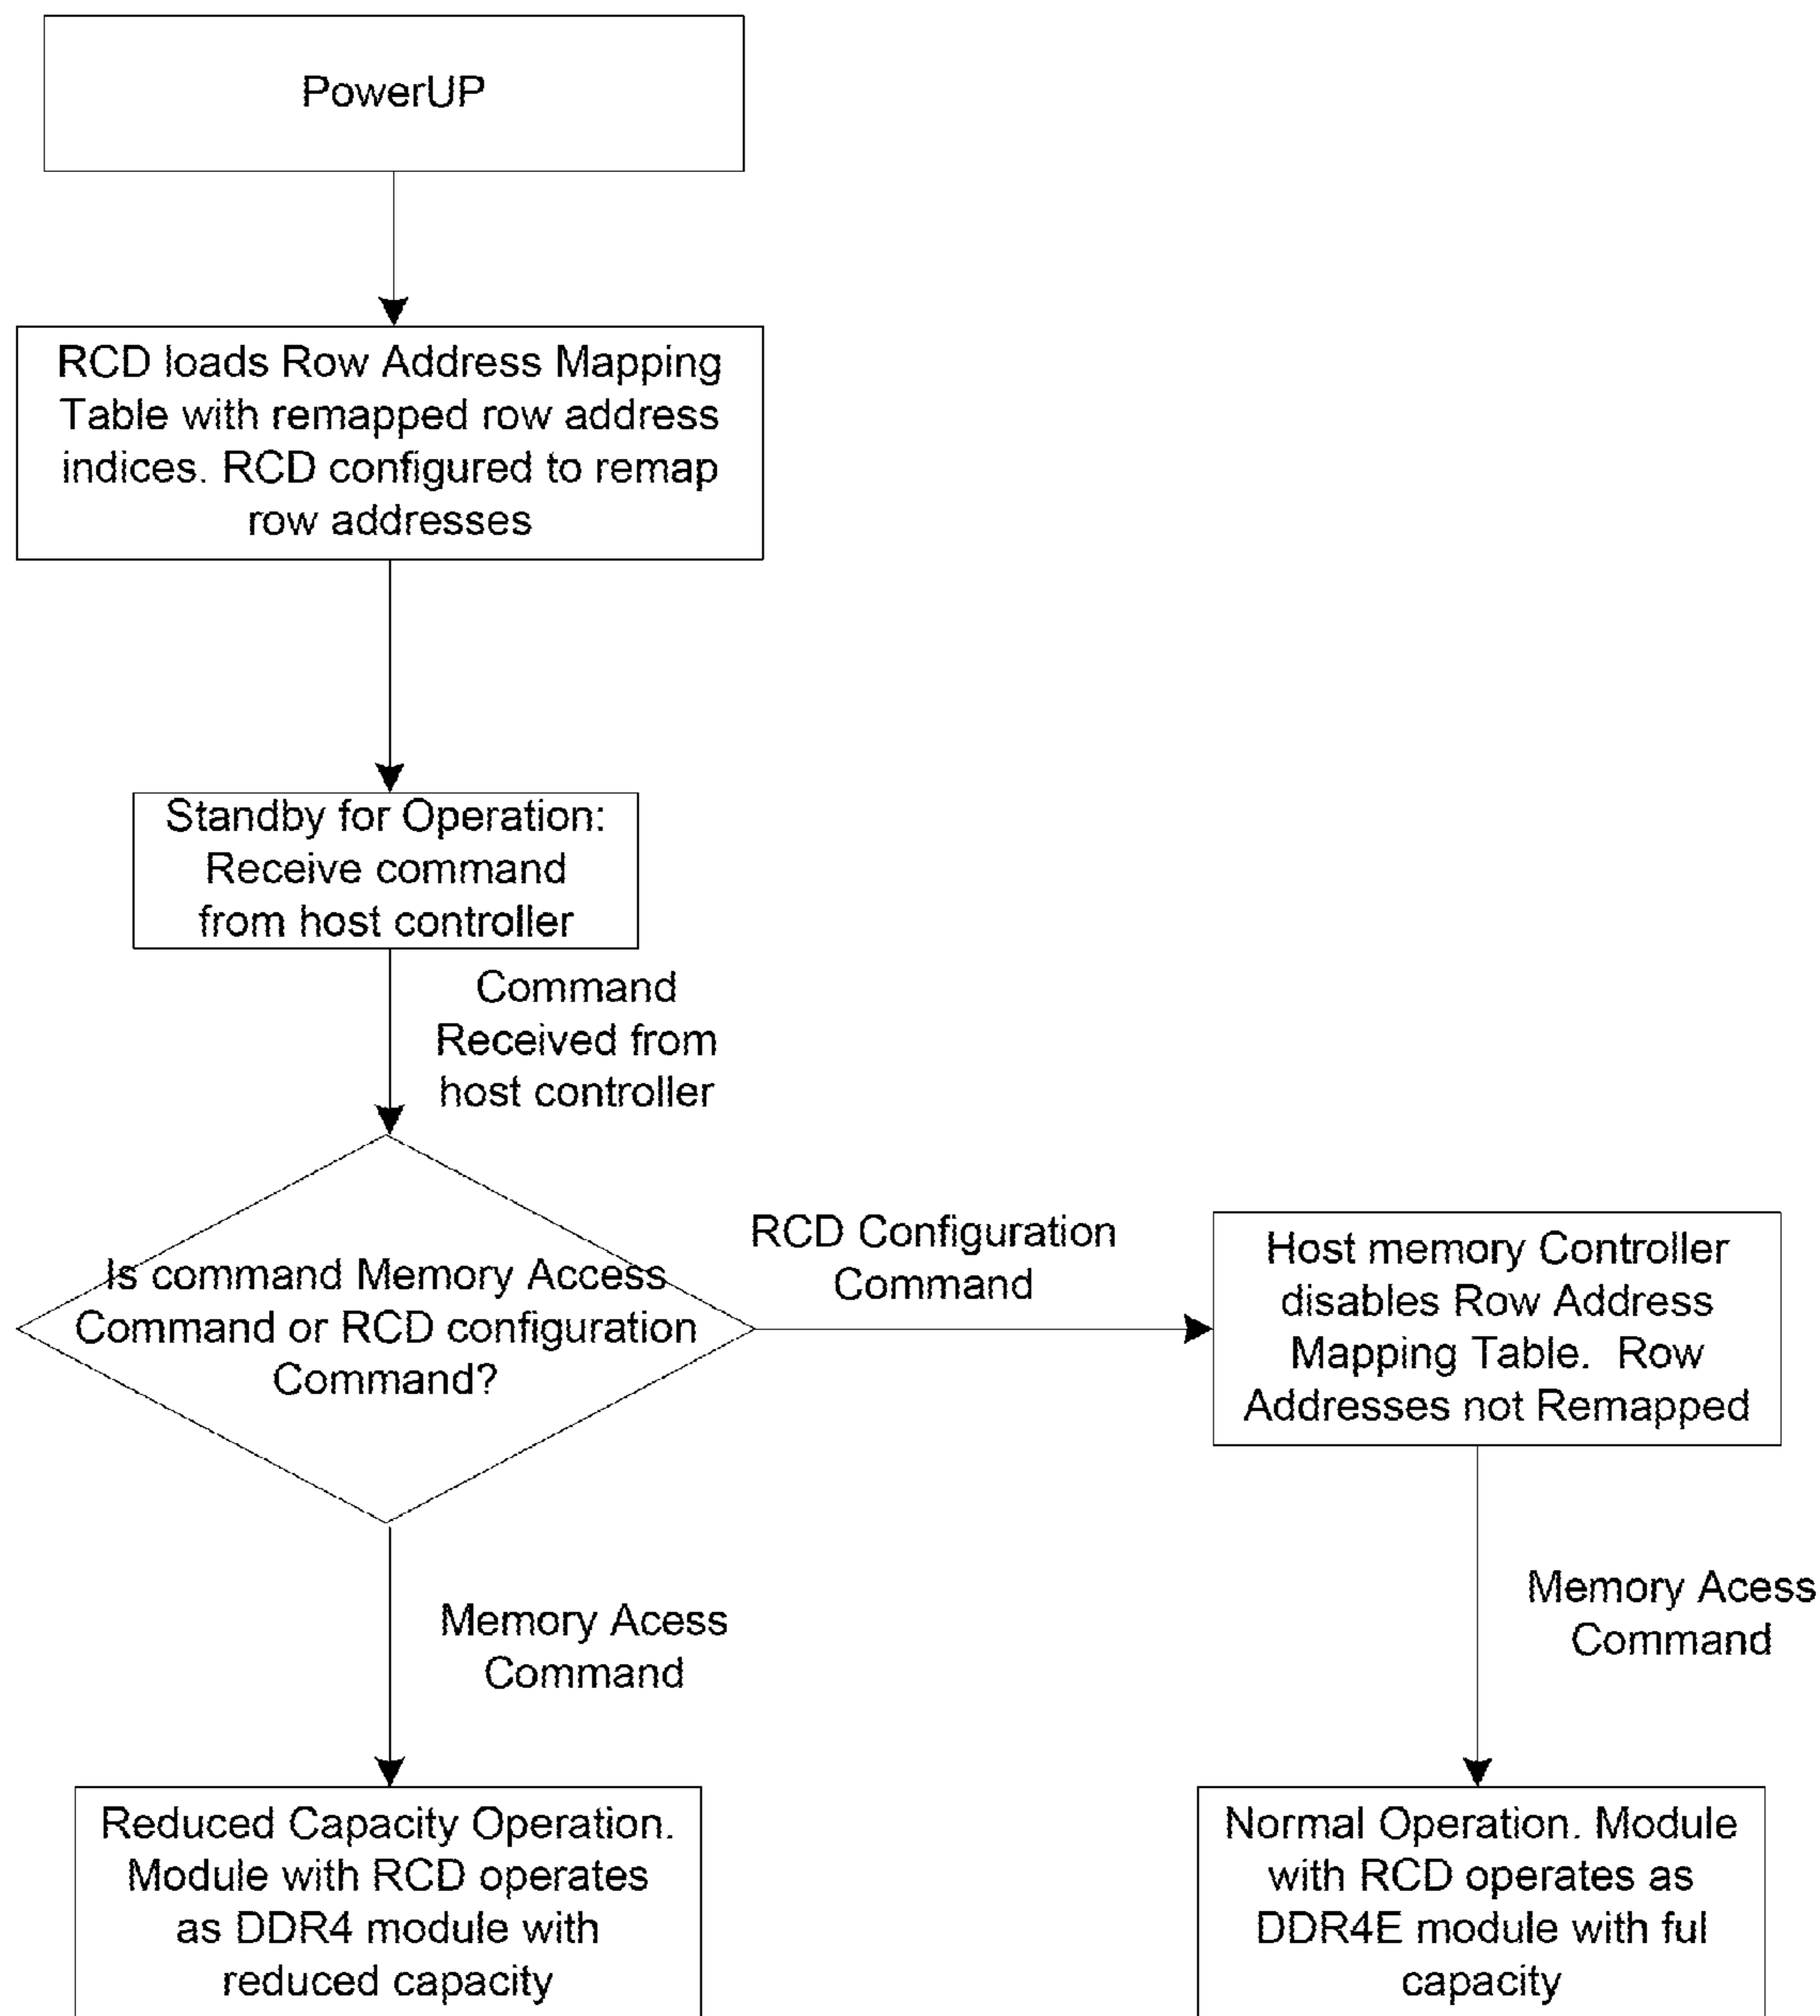 PowerUP
RCD loads Row Address Mapping
Table with remapped row address
indices. RCD configured to remap
row addresses
Standby for Operation:
Receive command
from host controller
Command
Received from
host controller
Is command Memory Access
Command or RCD configuration
Command?
RCD Configuration
Command
Host memory Controller
disables Row Address
Mapping Table. Row
Addresses not Remapped
Memory Acess
Command
Memory Acess
Command
Reduced Capacity Operation.
Module with RCD operates
as DDR4 module with
reduced capacity
Normal Operation. Module
with RCD operates as
DDR4E module with ful
capacity